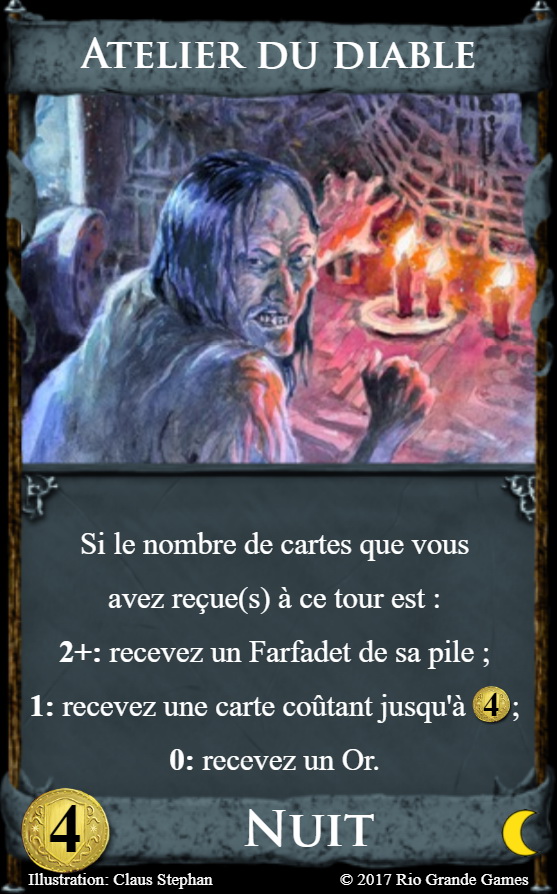 ATELIER DU DIABLE
Si le nombre de cartes que vous
avez reçue(s) à ce tour est :
2+: recevez un Farfadet de sa pile ;
1: recevez une carte coûtant jusqu'à 4;
0: recevez un Or.
4 NUIT
Illustration: Claus Stephan © 2017 Rio Grande Games